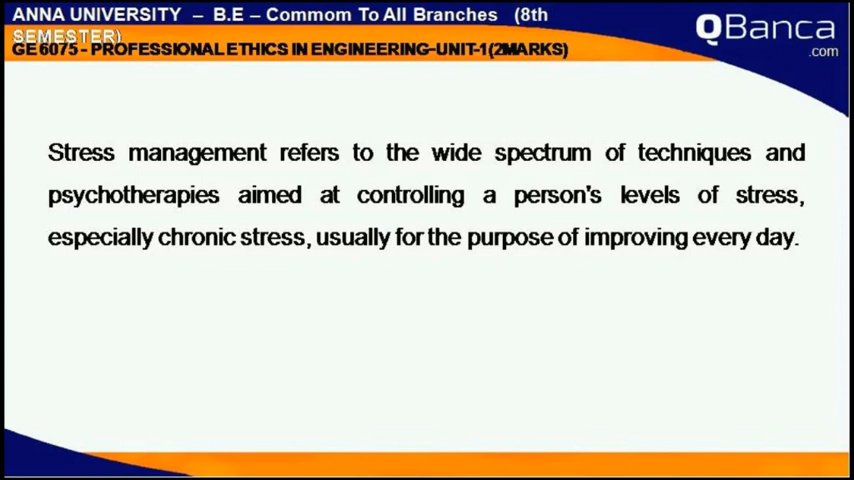 ANNA UNIVERSITY – B.E – Commom To All Branches (8th
SEMESTER)
GE 6075 - PROFESSIONAL ETHICS IN ENGINEERING-UNIT-1(2MARKS)
QBanca
.com
Stress management refers to the wide spectrum of techniques and
psychotherapies aimed at controlling a person's levels of stress,
especially chronic stress, usually for the purpose of improving every day.